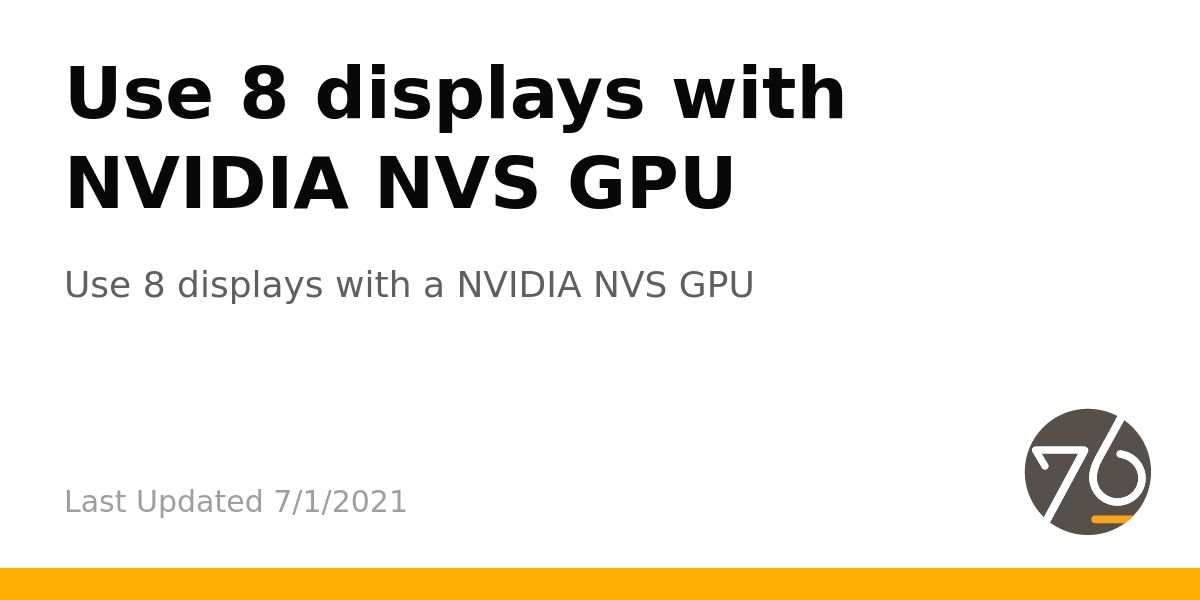 Use 8 displays with
NVIDIA NVS GPU
Use 8 displays with a NVIDIA NVS GPU
Last Updated 7/1/2021
76